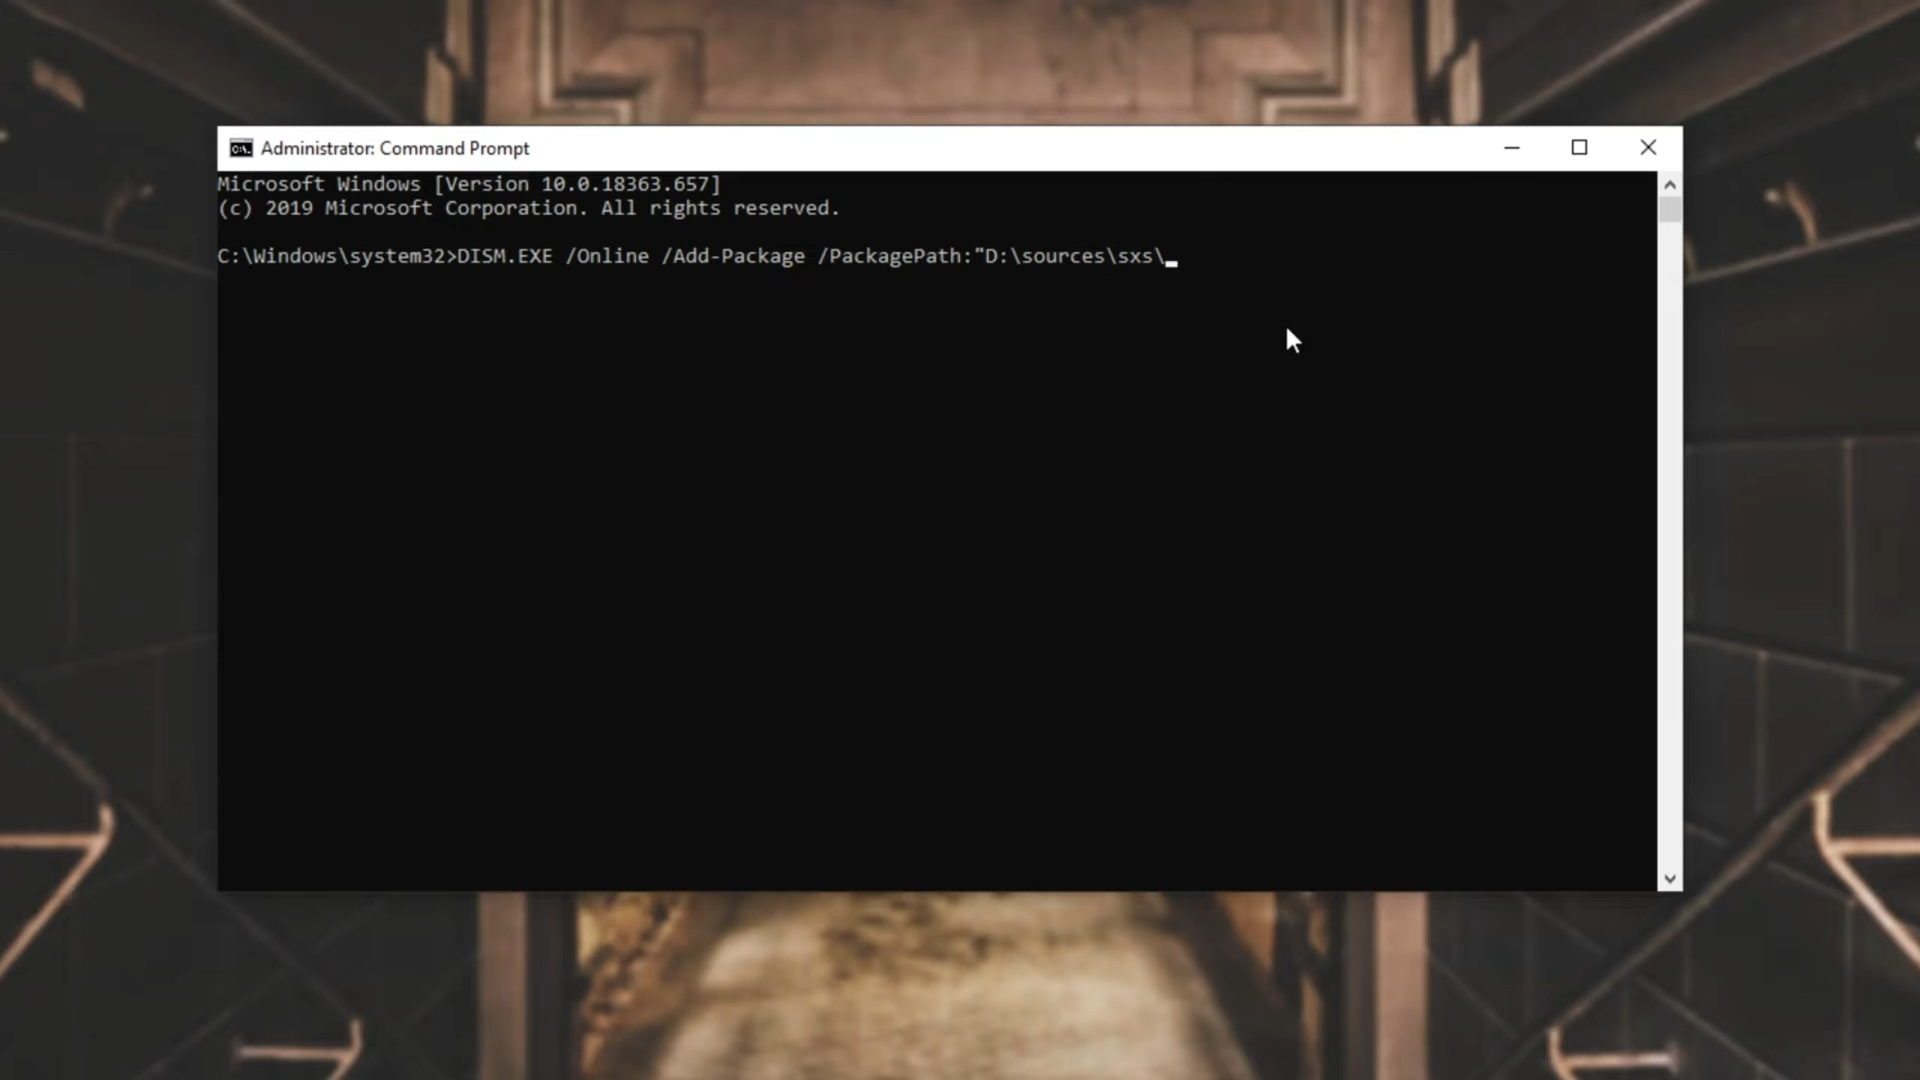 Administrator: Command Prompt
Microsoft Windows [Version 10.0.18363.657]
(c) 2019 Microsoft Corporation. All rights reserved.
C:\Windows\system32>DISM.EXE /Online /Add-Package /PackagePath:"D:\sources\sxs\